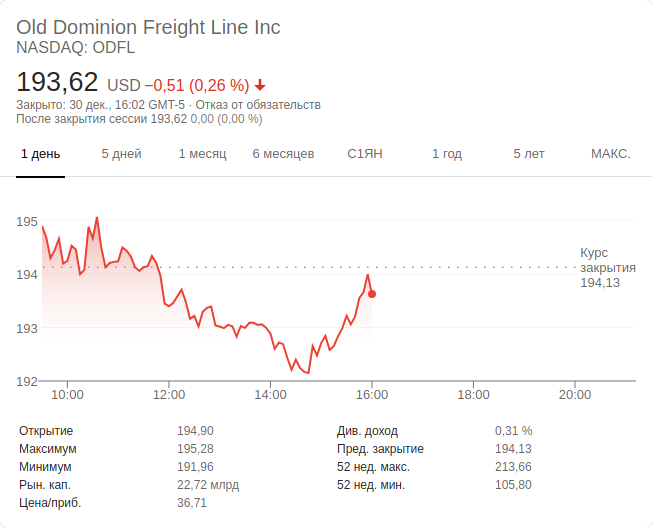 Old Dominion Freight Line Inc
NASDAQ: ODFL
193,62 USD −0,51 (0,26 %)
Закрыто: 30 дек., 16:02 GMT-5 · Отказ от обязательств
После закрытия сессии 193,62 0,00 (0,00 %)
1 день 5 дней 1 месяц 6 месяцев С1ЯН 1 год 5 лет МАКС.
195
Курс
закрытия
194,13
194
193
192
10:00 12:00 14:00 16:00 18:00 20:00
Открытие 194,90 Див. доход 0,31 %
Максимум 195,28 Пред. закрытие 194,13
Минимум 191,96 52 нед. макс. 213,66
Рын. кап. 22,72 млрд 52 нед. мин. 105,80
Цена/приб. 36,71